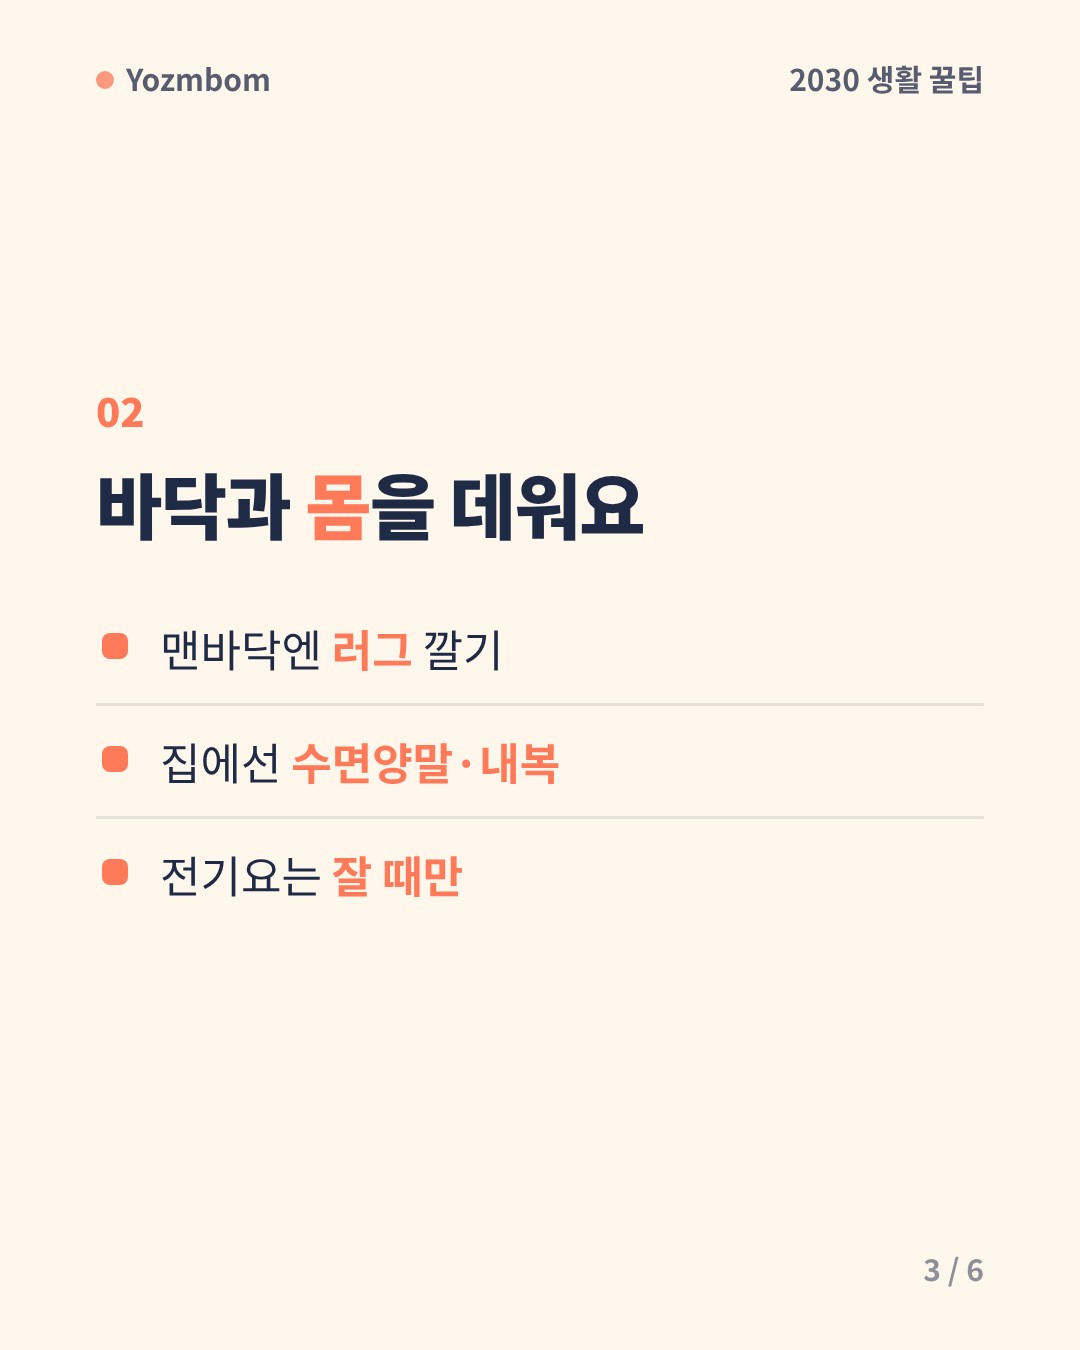 Yozmbom
2030 생활 꿀팁
02
바닥과 몸을 데워요
맨바닥엔 러그 깔기
집에선 수면양말·내복
전기요는 잘 때만
3 / 6